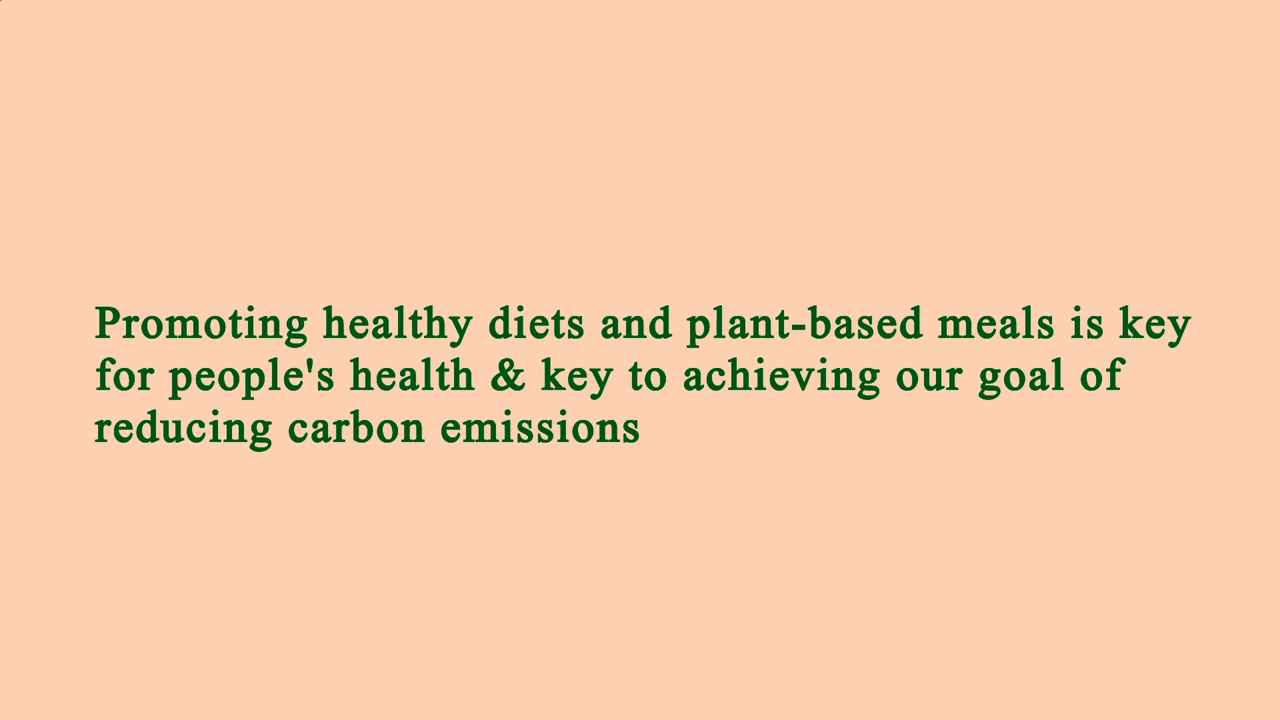 Promoting healthy diets and plant-based meals is key
for people's health & key to achieving our goal of
reducing carbon emissions